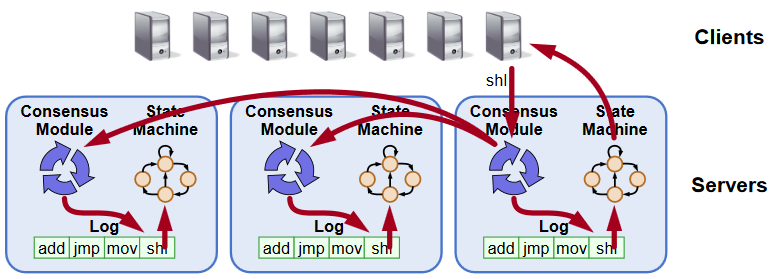 Clients
shl
Consensus Module
State Machine
Log
add jmp mov shl
Consensus Module
State Machine
Log
add jmp mov shl
Consensus Module
State Machine
Log
add jmp mov shl
Servers